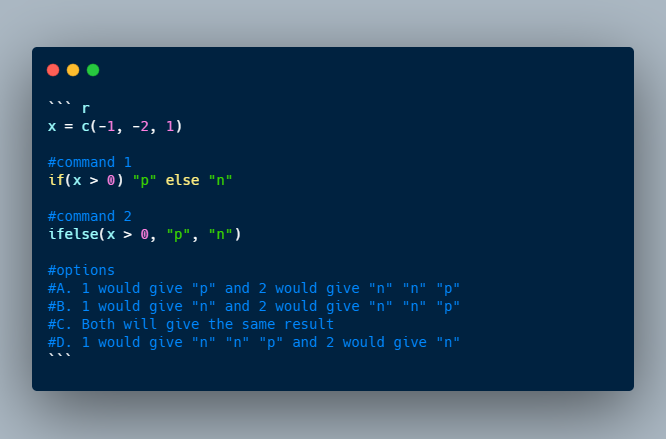 ``` r
x = c(-1, -2, 1)
#command 1
if(x > 0) "p" else "n"
#command 2
ifelse(x > 0, "p", "n")
#options
#A. 1 would give "p" and 2 would give "n" "n" "p"
#B. 1 would give "n" and 2 would give "n" "n" "p"
#C. Both will give the same result
#D. 1 would give "n" "n" "p" and 2 would give "n"
```